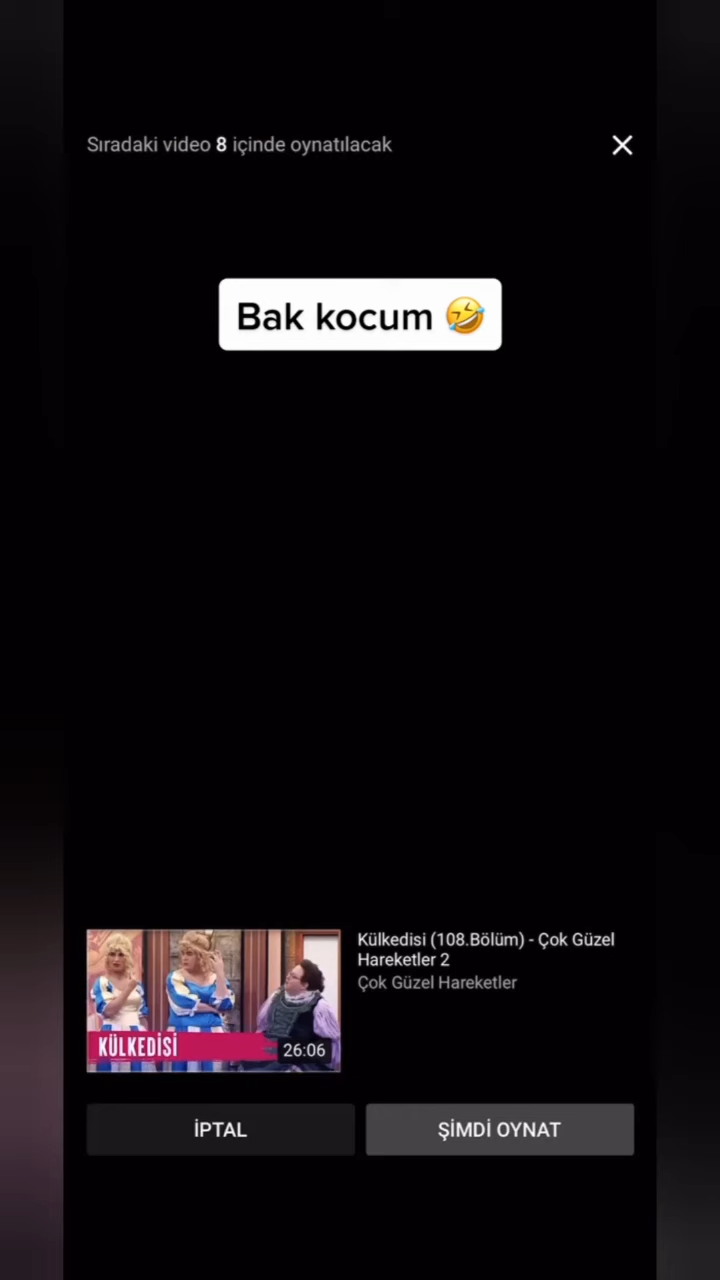 Sıradaki video 8 içinde oynatılacak
Bak kocum 🤣
Külkedisi (108.Bölüm) - Çok Güzel
Hareketler 2
Çok Güzel Hareketler
KÜLKEDİSİ
26:06
İPTAL
ŞİMDİ OYNAT